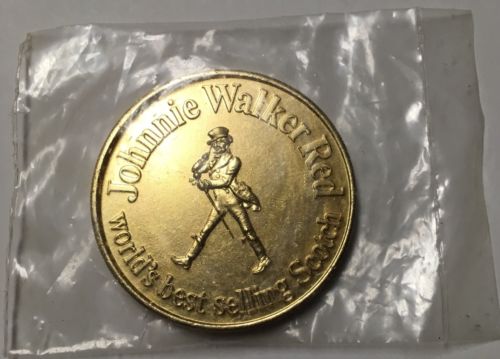 Johnnie Walker Red
world's best selling Scotch